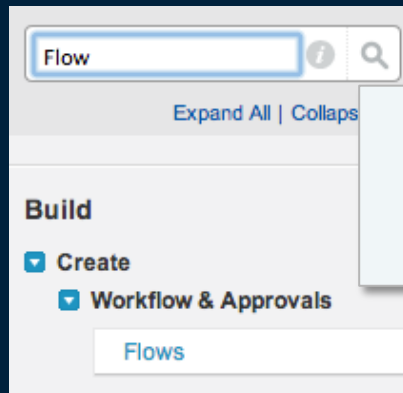 Flow
Expand All | Collaps
Build
Create
Workflow & Approvals
Flows